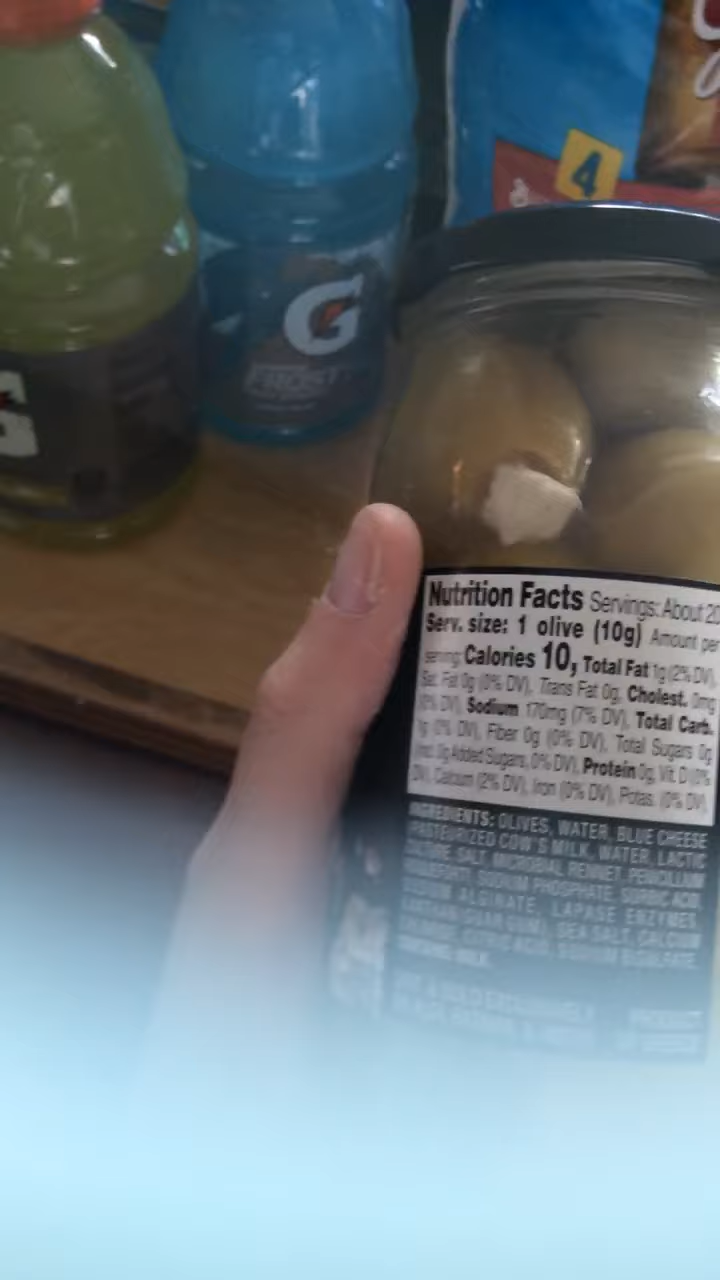 G
G
FROST
4
Nutrition Facts Servings: About 20
Serv. size: 1 olive (10g) Amount per
serving: Calories 10, Total Fat 1g (2% DV),
Sat. Fat 0g (0% DV), Trans Fat 0g, Cholest. 0mg
(0% DV), Sodium 170mg (7% DV), Total Carb.
1g (0% DV), Fiber 0g (0% DV), Total Sugars 0g
(Incl. 0g Added Sugars, 0% DV), Protein 0g, Vit. D (0%
DV), Calcium (2% DV), Iron (0% DV), Potas. (0% DV)
INGREDIENTS: OLIVES, WATER, BLUE CHEESE
(PASTEURIZED COW'S MILK, WATER, LACTIC
SALT, MICROBIAL RENNET, PENICILLIUM
SODIUM PHOSPHATE, SORBIC ACID,
SODIUM ALGINATE, LAPASE ENZYMES,
XANTHAN GUAR GUM), SEA SALT, CALCIUM
CITRIC ACID, SODIUM
MILK.